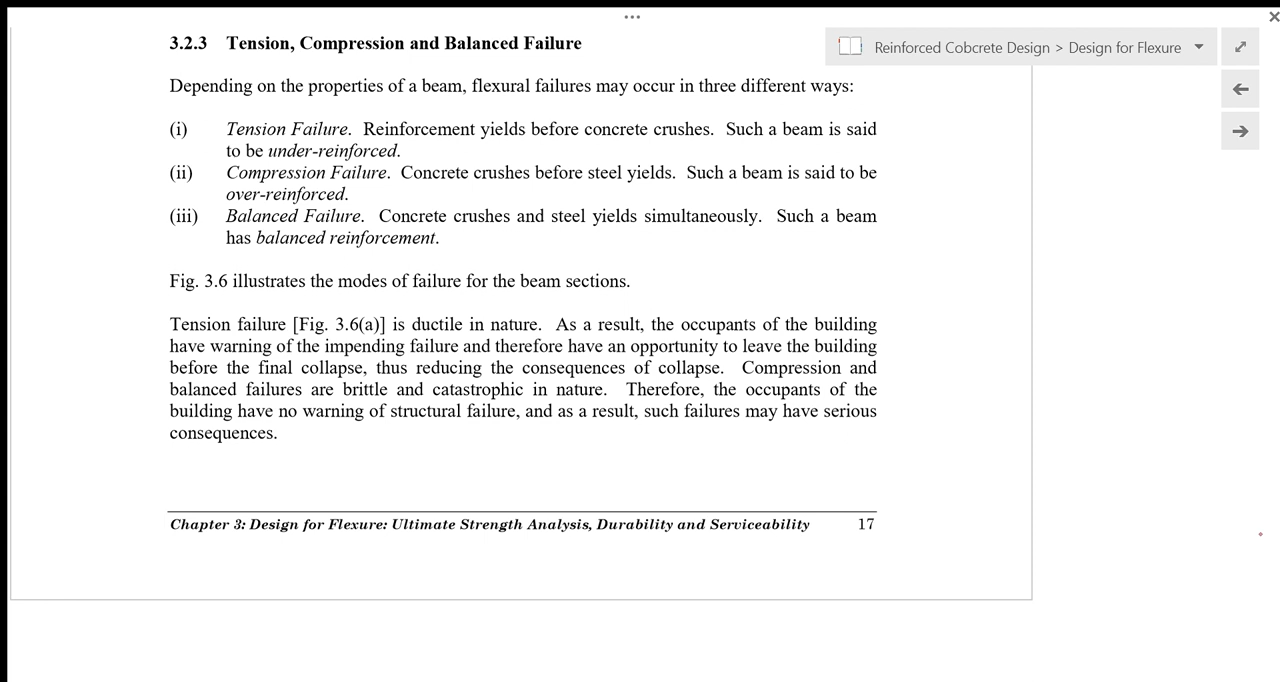 3.2.3 Tension, Compression and Balanced Failure
Reinforced Cobcrete Design > Design for Flexure
Depending on the properties of a beam, flexural failures may occur in three different ways:
(i) Tension Failure. Reinforcement yields before concrete crushes. Such a beam is said
to be under-reinforced.
(ii) Compression Failure. Concrete crushes before steel yields. Such a beam is said to be
over-reinforced.
(iii) Balanced Failure. Concrete crushes and steel yields simultaneously. Such a beam
has balanced reinforcement.
Fig. 3.6 illustrates the modes of failure for the beam sections.
Tension failure [Fig. 3.6(a)] is ductile in nature. As a result, the occupants of the building
have warning of the impending failure and therefore have an opportunity to leave the building
before the final collapse, thus reducing the consequences of collapse. Compression and
balanced failures are brittle and catastrophic in nature. Therefore, the occupants of the
building have no warning of structural failure, and as a result, such failures may have serious
consequences.
Chapter 3: Design for Flexure: Ultimate Strength Analysis, Durability and Serviceability 17